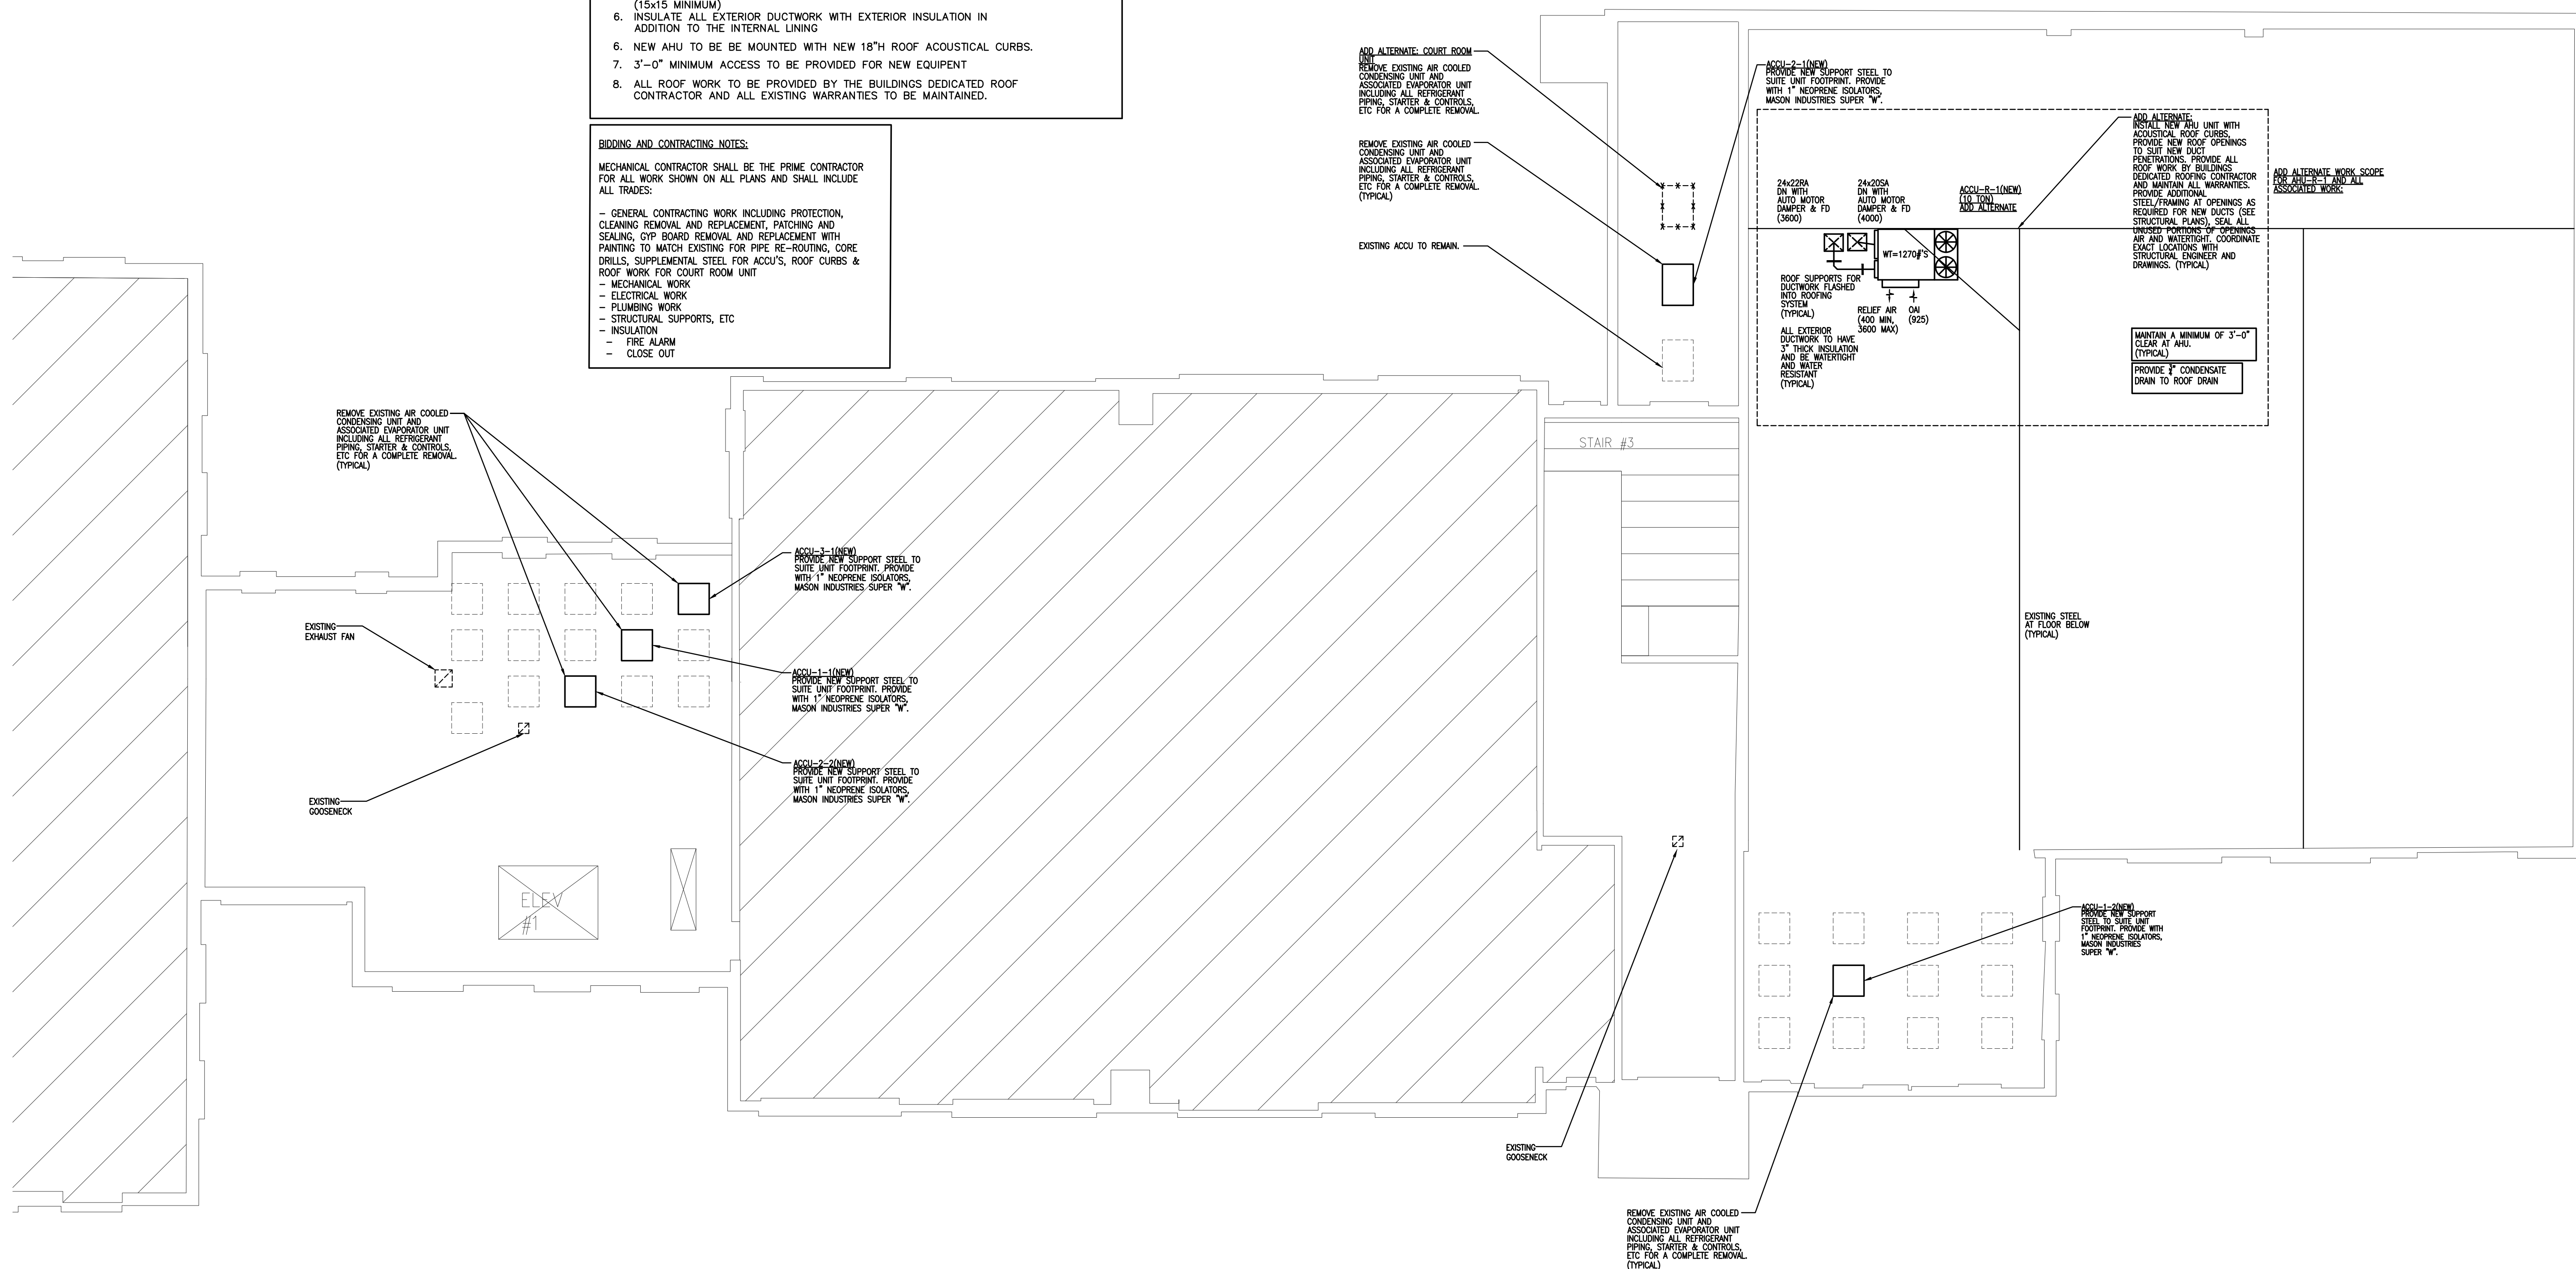 (15x15 MINIMUM)
6. INSULATE ALL EXTERIOR DUCTWORK WITH EXTERIOR INSULATION IN
ADDITION TO THE INTERNAL LINING
6. NEW AHU TO BE BE MOUNTED WITH NEW 18"H ROOF ACOUSTICAL CURBS.
7. 3'-0" MINIMUM ACCESS TO BE PROVIDED FOR NEW EQUIPENT
8. ALL ROOF WORK TO BE PROVIDED BY THE BUILDINGS DEDICATED ROOF
CONTRACTOR AND ALL EXISTING WARRANTIES TO BE MAINTAINED.
BIDDING AND CONTRACTING NOTES:
MECHANICAL CONTRACTOR SHALL BE THE PRIME CONTRACTOR
FOR ALL WORK SHOWN ON ALL PLANS AND SHALL INCLUDE
ALL TRADES:
- GENERAL CONTRACTING WORK INCLUDING PROTECTION,
CLEANING REMOVAL AND REPLACEMENT, PATCHING AND
SEALING, GYP BOARD REMOVAL AND REPLACEMENT WITH
PAINTING TO MATCH EXISTING FOR PIPE RE-ROUTING, CORE
DRILLS, SUPPLEMENTAL STEEL FOR ACCU'S, ROOF CURBS &
ROOF WORK FOR COURT ROOM UNIT
- MECHANICAL WORK
- ELECTRICAL WORK
- PLUMBING WORK
- STRUCTURAL SUPPORTS, ETC
- INSULATION
- FIRE ALARM
- CLOSE OUT
ADD ALTERNATE: COURT ROOM
UNIT
REMOVE EXISTING AIR COOLED
CONDENSING UNIT AND
ASSOCIATED EVAPORATOR UNIT
INCLUDING ALL REFRIGERANT
PIPING, STARTER & CONTROLS,
ETC FOR A COMPLETE REMOVAL.
REMOVE EXISTING AIR COOLED
CONDENSING UNIT AND
ASSOCIATED EVAPORATOR UNIT
INCLUDING ALL REFRIGERANT
PIPING, STARTER & CONTROLS,
ETC FOR A COMPLETE REMOVAL.
(TYPICAL)
EXISTING ACCU TO REMAIN.
ACCU-2-1(NEW)
PROVIDE NEW SUPPORT STEEL TO
SUITE UNIT FOOTPRINT. PROVIDE
WITH 1" NEOPRENE ISOLATORS,
MASON INDUSTRIES SUPER "W".
24x22RA
DN WITH
AUTO MOTOR
DAMPER & FD
(3600)
24x20SA
DN WITH
AUTO MOTOR
DAMPER & FD
(4000)
ACCU-R-1(NEW)
(10 TON)
ADD ALTERNATE
WT=1270#'S
ROOF SUPPORTS FOR
DUCTWORK FLASHED
INTO ROOFING
SYSTEM
(TYPICAL)
RELIEF AIR
(400 MIN,
3600 MAX)
OAI
(925)
ALL EXTERIOR
DUCTWORK TO HAVE
3" THICK INSULATION
AND BE WATERTIGHT
AND WATER
RESISTANT
(TYPICAL)
ADD ALTERNATE:
INSTALL NEW AHU UNIT WITH
ACOUSTICAL ROOF CURBS,
PROVIDE NEW ROOF OPENINGS
TO SUIT NEW DUCT
PENETRATIONS. PROVIDE ALL
ROOF WORK BY BUILDINGS
DEDICATED ROOFING CONTRACTOR
AND MAINTAIN ALL WARRANTIES.
PROVIDE ADDITIONAL
STEEL/FRAMING AT OPENINGS AS
REQUIRED FOR NEW DUCTS (SEE
STRUCTURAL PLANS), SEAL ALL
UNUSED PORTIONS OF OPENINGS
AIR AND WATERTIGHT. COORDINATE
EXACT LOCATIONS WITH
STRUCTURAL ENGINEER AND
DRAWINGS. (TYPICAL)
ADD ALTERNATE WORK SCOPE
FOR AHU-R-1 AND ALL
ASSOCIATED WORK:
MAINTAIN A MINIMUM OF 3'-0"
CLEAR AT AHU.
(TYPICAL)
PROVIDE ¾" CONDENSATE
DRAIN TO ROOF DRAIN
REMOVE EXISTING AIR COOLED
CONDENSING UNIT AND
ASSOCIATED EVAPORATOR UNIT
INCLUDING ALL REFRIGERANT
PIPING, STARTER & CONTROLS,
ETC FOR A COMPLETE REMOVAL.
(TYPICAL)
STAIR #3
ACCU-3-1(NEW)
PROVIDE NEW SUPPORT STEEL TO
SUITE UNIT FOOTPRINT. PROVIDE
WITH 1" NEOPRENE ISOLATORS,
MASON INDUSTRIES SUPER "W".
EXISTING
EXHAUST FAN
ACCU-1-1(NEW)
PROVIDE NEW SUPPORT STEEL TO
SUITE UNIT FOOTPRINT. PROVIDE
WITH 1" NEOPRENE ISOLATORS,
MASON INDUSTRIES SUPER "W".
ACCU-2-2(NEW)
PROVIDE NEW SUPPORT STEEL TO
SUITE UNIT FOOTPRINT. PROVIDE
WITH 1" NEOPRENE ISOLATORS,
MASON INDUSTRIES SUPER "W".
EXISTING
GOOSENECK
ELEV
#1
EXISTING STEEL
AT FLOOR BELOW
(TYPICAL)
ACCU-1-2(NEW)
PROVIDE NEW SUPPORT
STEEL TO SUITE UNIT
FOOTPRINT. PROVIDE WITH
1" NEOPRENE ISOLATORS,
MASON INDUSTRIES
SUPER "W".
EXISTING
GOOSENECK
REMOVE EXISTING AIR COOLED
CONDENSING UNIT AND
ASSOCIATED EVAPORATOR UNIT
INCLUDING ALL REFRIGERANT
PIPING, STARTER & CONTROLS,
ETC FOR A COMPLETE REMOVAL.
(TYPICAL)